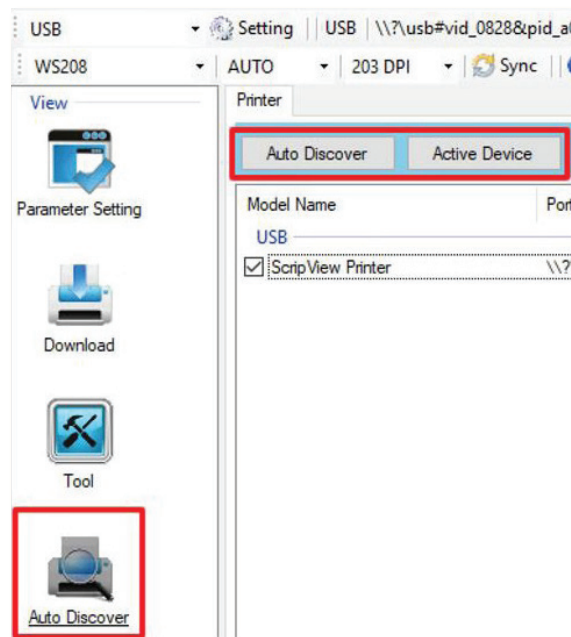 USB Setting USB \\?\usb#vid_0828&pid_a
WS208 AUTO 203 DPI Sync
View
Printer
Auto Discover Active Device
Parameter Setting
Model Name Port
USB
ScripView Printer \\?
Download
Tool
Auto Discover